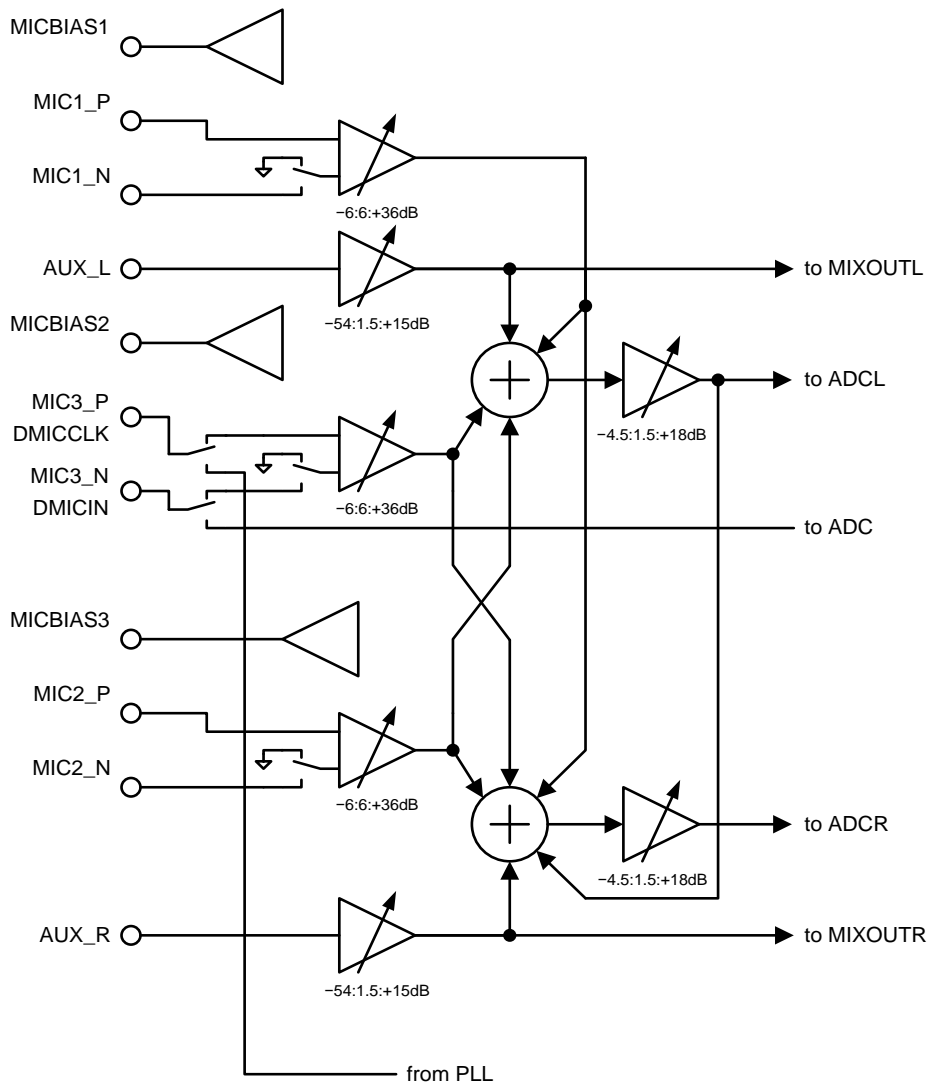 MICBIAS1
MIC1_P
MIC1_N
−6:6:+36dB
AUX_L
to MIXOUTL
−54:1.5:+15dB
MICBIAS2
to ADCL
MIC3_P
DMICCLK
−4.5:1.5:+18dB
MIC3_N
DMICIN
−6:6:+36dB
to ADC
MICBIAS3
MIC2_P
MIC2_N
−6:6:+36dB
to ADCR
−4.5:1.5:+18dB
AUX_R
to MIXOUTR
−54:1.5:+15dB
from PLL